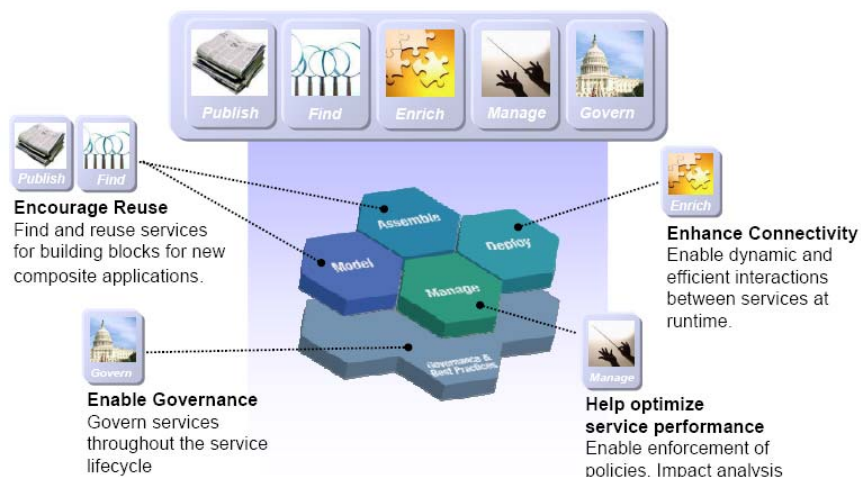 Publish
Find
Enrich
Manage
Govern
Publish
Find
Encourage Reuse
Find and reuse services
for building blocks for new
composite applications.
Enrich
Enhance Connectivity
Enable dynamic and
efficient interactions
between services at
runtime.
Assemble
Deploy
Model
Manage
Governance &
Best Practices
Govern
Enable Governance
Govern services
throughout the service
lifecycle
Manage
Help optimize
service performance
Enable enforcement of
policies. Impact analysis